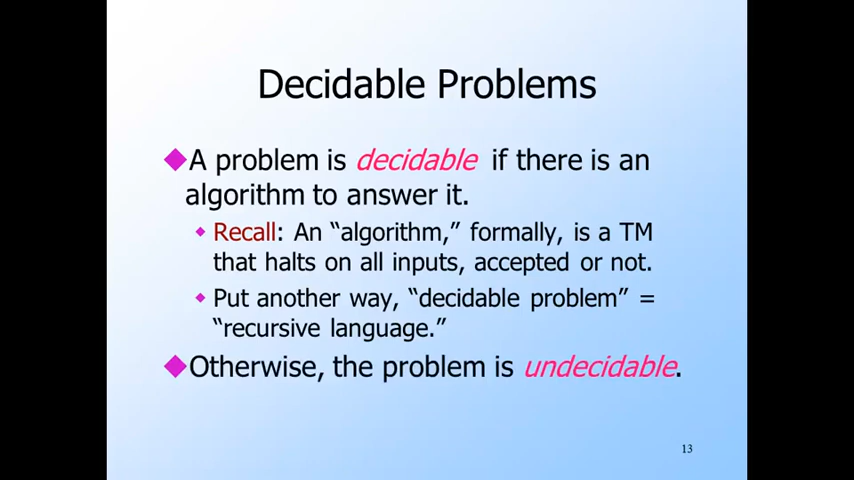 Decidable Problems
A problem is decidable if there is an
algorithm to answer it.
Recall: An “algorithm,” formally, is a TM
that halts on all inputs, accepted or not.
Put another way, “decidable problem” =
“recursive language.”
Otherwise, the problem is undecidable.
13